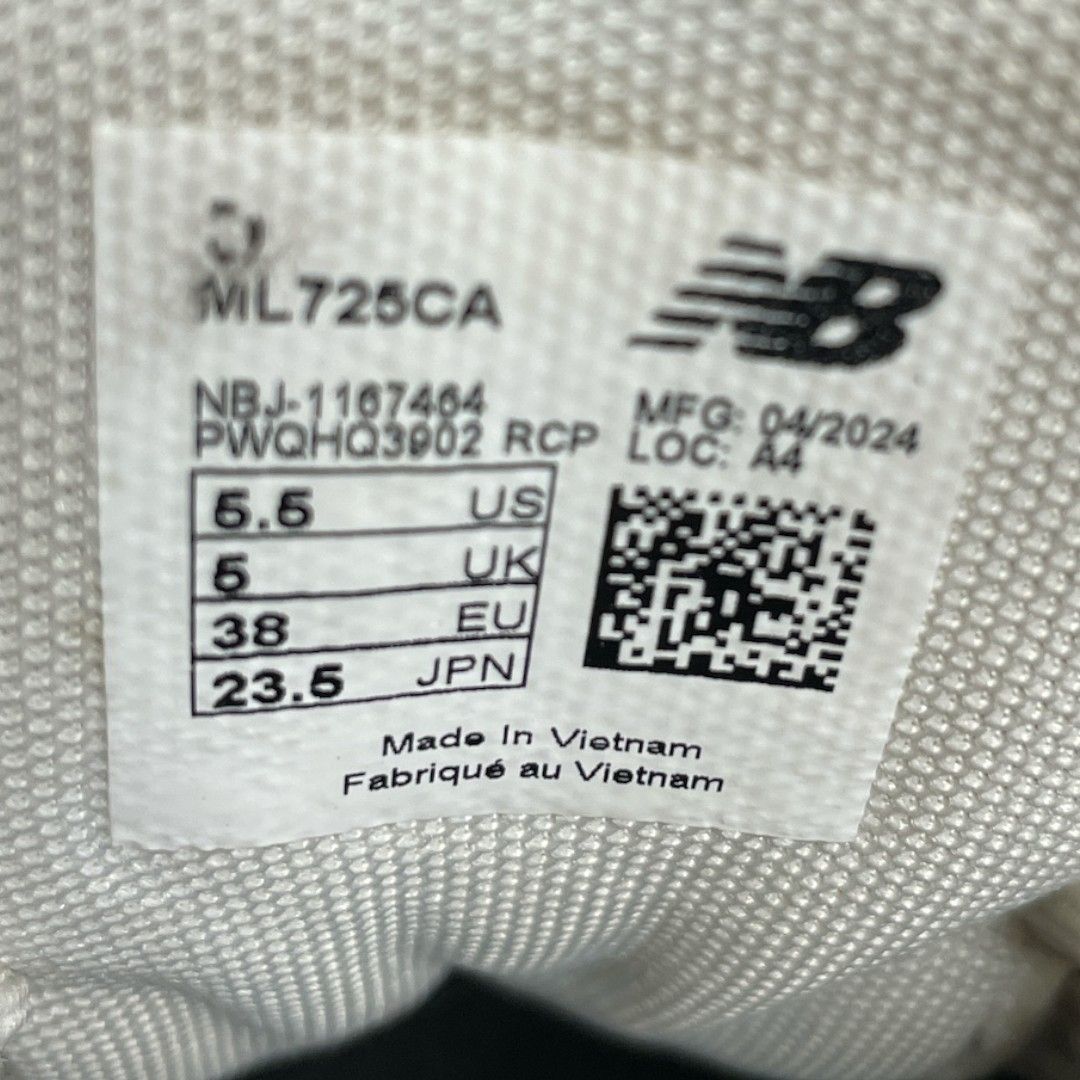 D
ML725CA
NB
NBJ-1167464
PWQHQ3902 RCP
MFG: 04/2024
LOC: A4
5.5 US
5 UK
38 EU
23.5 JPN
Made In Vietnam
Fabriqué au Vietnam